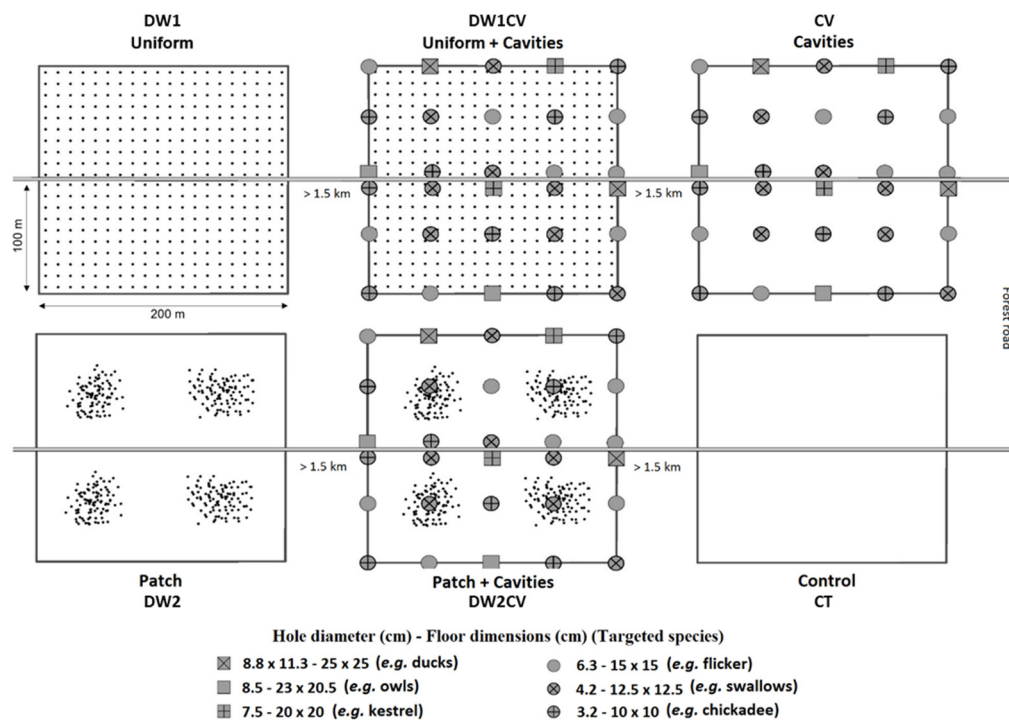 DW1
Uniform
DW1CV
Uniform + Cavities
CV
Cavities
> 1.5 km
> 1.5 km
100 m
200 m
Forest road
> 1.5 km
> 1.5 km
Patch
DW2
Patch + Cavities
DW2CV
Control
CT
Hole diameter (cm) - Floor dimensions (cm) (Targeted species)
8.8 x 11.3 - 25 x 25 (e.g. ducks)
8.5 - 23 x 20.5 (e.g. owls)
7.5 - 20 x 20 (e.g. kestrel)
6.3 - 15 x 15 (e.g. flicker)
4.2 - 12.5 x 12.5 (e.g. swallows)
3.2 - 10 x 10 (e.g. chickadee)